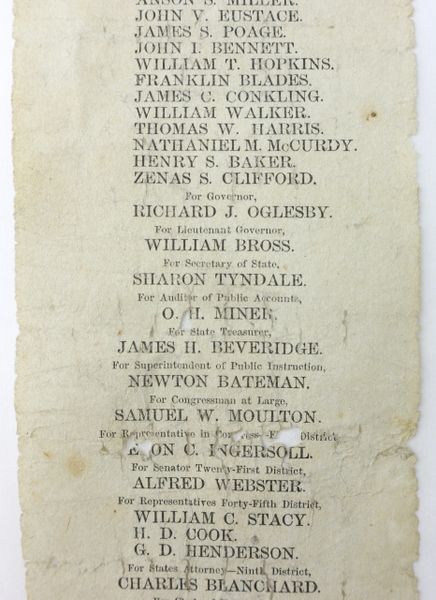 ANSON S. MILLER.
JOHN V. EUSTACE.
JAMES S. POAGE.
JOHN I. BENNETT.
WILLIAM T. HOPKINS.
FRANKLIN BLADES.
JAMES C. CONKLING.
WILLIAM WALKER.
THOMAS W. HARRIS.
NATHANIEL M. McCURDY.
HENRY S. BAKER.
ZENAS S. CLIFFORD.
For Governor,
RICHARD J. OGLESBY.
For Lieutenant Governor,
WILLIAM BROSS.
For Secretary of State,
SHARON TYNDALE.
For Auditor of Public Accounts,
O. H. MINER.
For State Treasurer,
JAMES H. BEVERIDGE.
For Superintendent of Public Instruction,
NEWTON BATEMAN.
For Congressman at Large,
SAMUEL W. MOULTON.
For Representative in Congress District,
C. INGERSOLL.
For Senator Twenty-First District,
ALFRED WEBSTER.
For Representatives Forty-Fifth District,
WILLIAM C. STACY.
H. D. COOK.
G. D. HENDERSON.
For States Attorney—Ninth District,
CHARLES BLANCHARD.